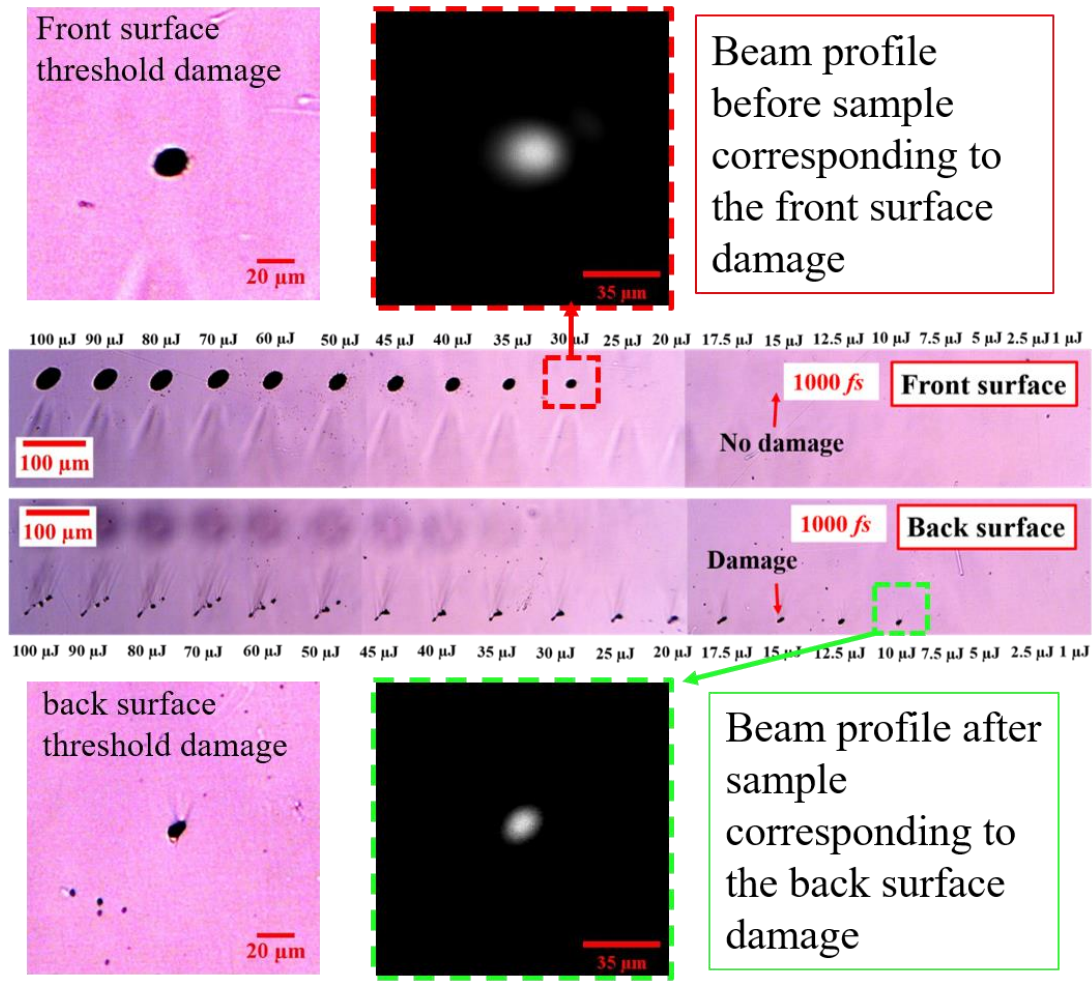 Front surface
threshold damage
20 μm
35 μm
Beam profile
before sample
corresponding to
the front surface
damage
100 μJ 90 μJ 80 μJ 70 μJ 60 μJ 50 μJ 45 μJ 40 μJ 35 μJ 30 μJ 25 μJ 20 μJ 17.5 μJ 15 μJ 12.5 μJ 10 μJ 7.5 μJ 5 μJ 2.5 μJ 1 μJ
1000 fs
Front surface
No damage
100 μm
100 μm
1000 fs
Back surface
Damage
100 μJ 90 μJ 80 μJ 70 μJ 60 μJ 50 μJ 45 μJ 40 μJ 35 μJ 30 μJ 25 μJ 20 μJ 17.5 μJ 15 μJ 12.5 μJ 10 μJ 7.5 μJ 5 μJ 2.5 μJ 1 μJ
back surface
threshold damage
20 μm
35 μm
Beam profile after
sample
corresponding to
the back surface
damage